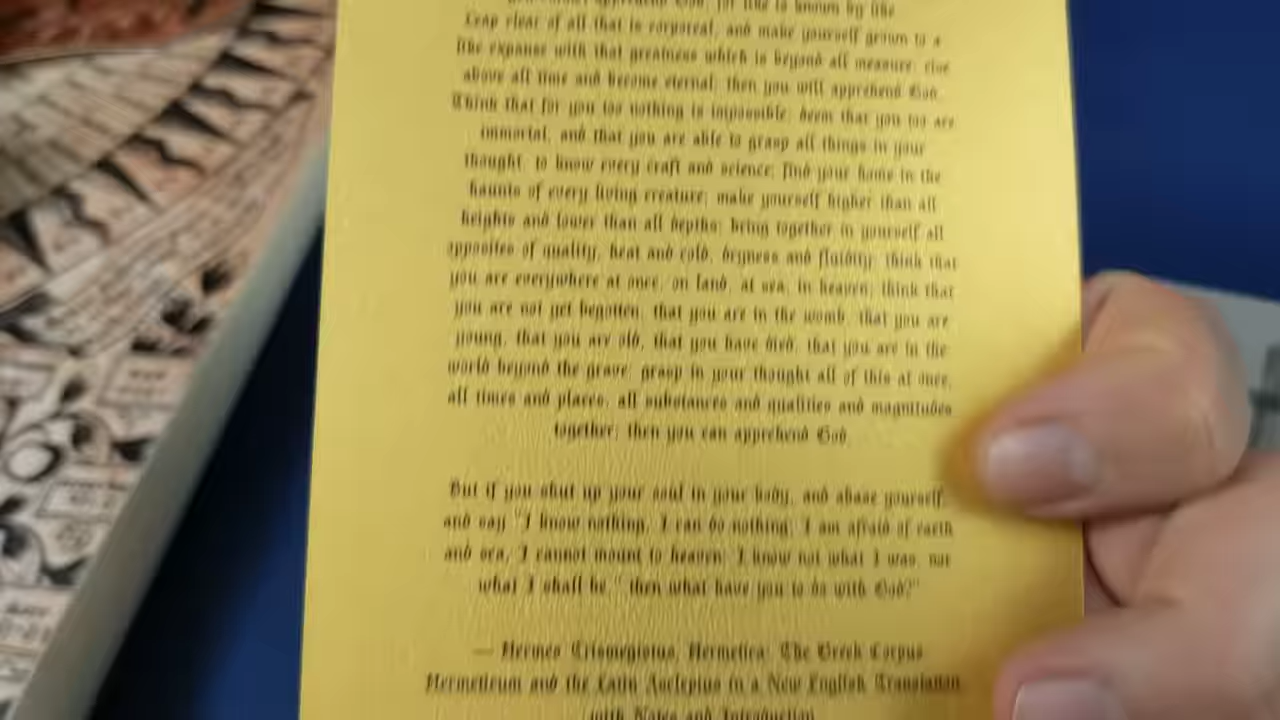 apprehend God; for like is known by like
Leap clear of all that is corporeal, and make yourself grown to a
like expanse with that greatness which is beyond all measure; rise
above all time and become eternal; then you will apprehend God.
Think that for you too nothing is impossible; deem that you too are
immortal, and that you are able to grasp all things in your
thought, to know every craft and science; find your home in the
haunts of every living creature; make yourself higher than all
heights and lower than all depths; bring together in yourself all
opposites of quality, heat and cold, dryness and fluidity; think that
you are everywhere at once, on land, at sea, in heaven; think that
you are not yet begotten, that you are in the womb, that you are
young, that you are old, that you have died, that you are in the
world beyond the grave; grasp in your thought all of this at once,
all times and places, all substances and qualities and magnitudes
together; then you can apprehend God.
But if you shut up your soul in your body, and abase yourself,
and say "I know nothing, I can do nothing; I am afraid of earth
and sea, I cannot mount to heaven; I know not what I was, nor
what I shall be," then what have you to do with God?"
— Hermes Trismegistus, Hermetica: The Greek Corpus
Hermeticum and the Latin Asclepius in a New English Translation
with Notes and Introduction